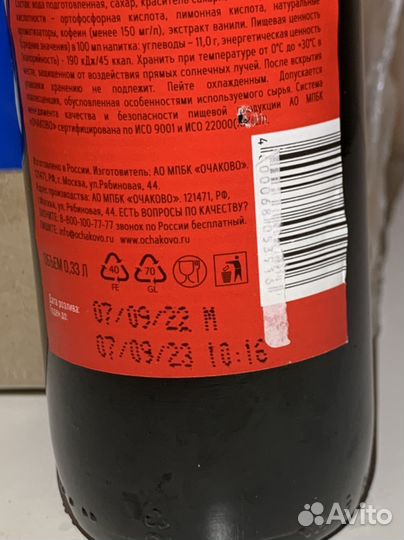 Состав: вода подготовленная, сахар, краситель сахарный
кислоты - ортофосфорная кислота, лимонная кислота, натуральные
ароматизаторы, кофеин (менее 150 мг/л), экстракт ванили. Пищевая ценность
(средние значения) в 100 мл напитка: углеводы - 11,0 г, энергетическая ценность
(калорийность) - 190 кДж/45 ккал. Хранить при температуре от 0°С до +30°С в
месте, защищенном от воздействия прямых солнечных лучей. После вскрытия
упаковки хранению не подлежит. Пейте охлажденным. Допускается
опалесценция, обусловленная особенностями используемого сырья. Система
менеджмента качества и безопасности пищевой продукции АО МПБК
«ОЧАКОВО» сертифицирована по ИСО 9001 и ИСО 22000
Изготовлено в России. Изготовитель: АО МПБК «ОЧАКОВО».
121471, РФ, г. Москва, ул.Рябиновая, 44.
Адрес производства: АО МПБК «ОЧАКОВО». 121471, РФ,
г. Москва, ул. Рябиновая, 44. ЕСТЬ ВОПРОСЫ ПО КАЧЕСТВУ?
ЗВОНИТЕ: 8-800-100-77-77 звонок по России бесплатный.
ПИШИТЕ: info@ochakovo.ru www.ochakovo.ru
ОБЪЕМ 0,33 Л
40 70
FE GL
Дата розлива: 07/09/22 М
Годен до: 07/09/23 10:16
Avito